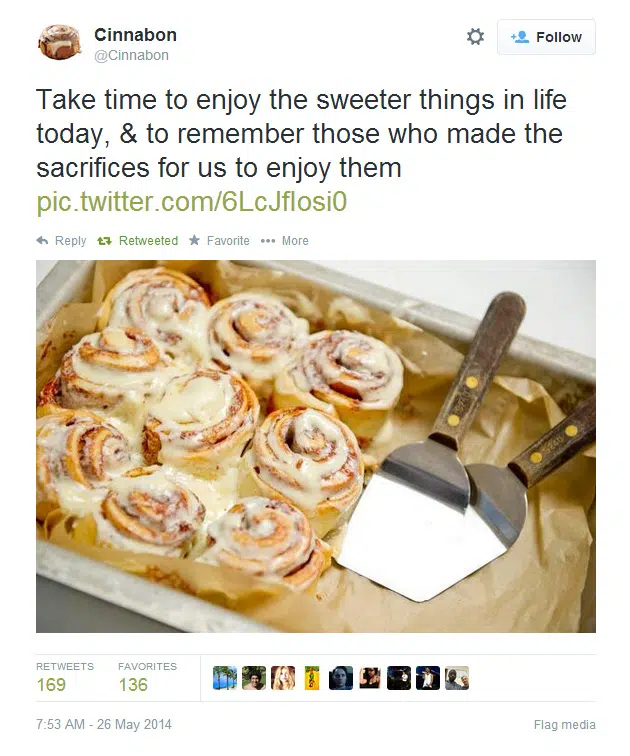 Cinnabon
@Cinnabon
Follow
Take time to enjoy the sweeter things in life
today, & to remember those who made the
sacrifices for us to enjoy them
pic.twitter.com/6LcJflosi0
Reply Retweeted Favorite More
RETWEETS FAVORITES
169 136
7:53 AM - 26 May 2014 Flag media